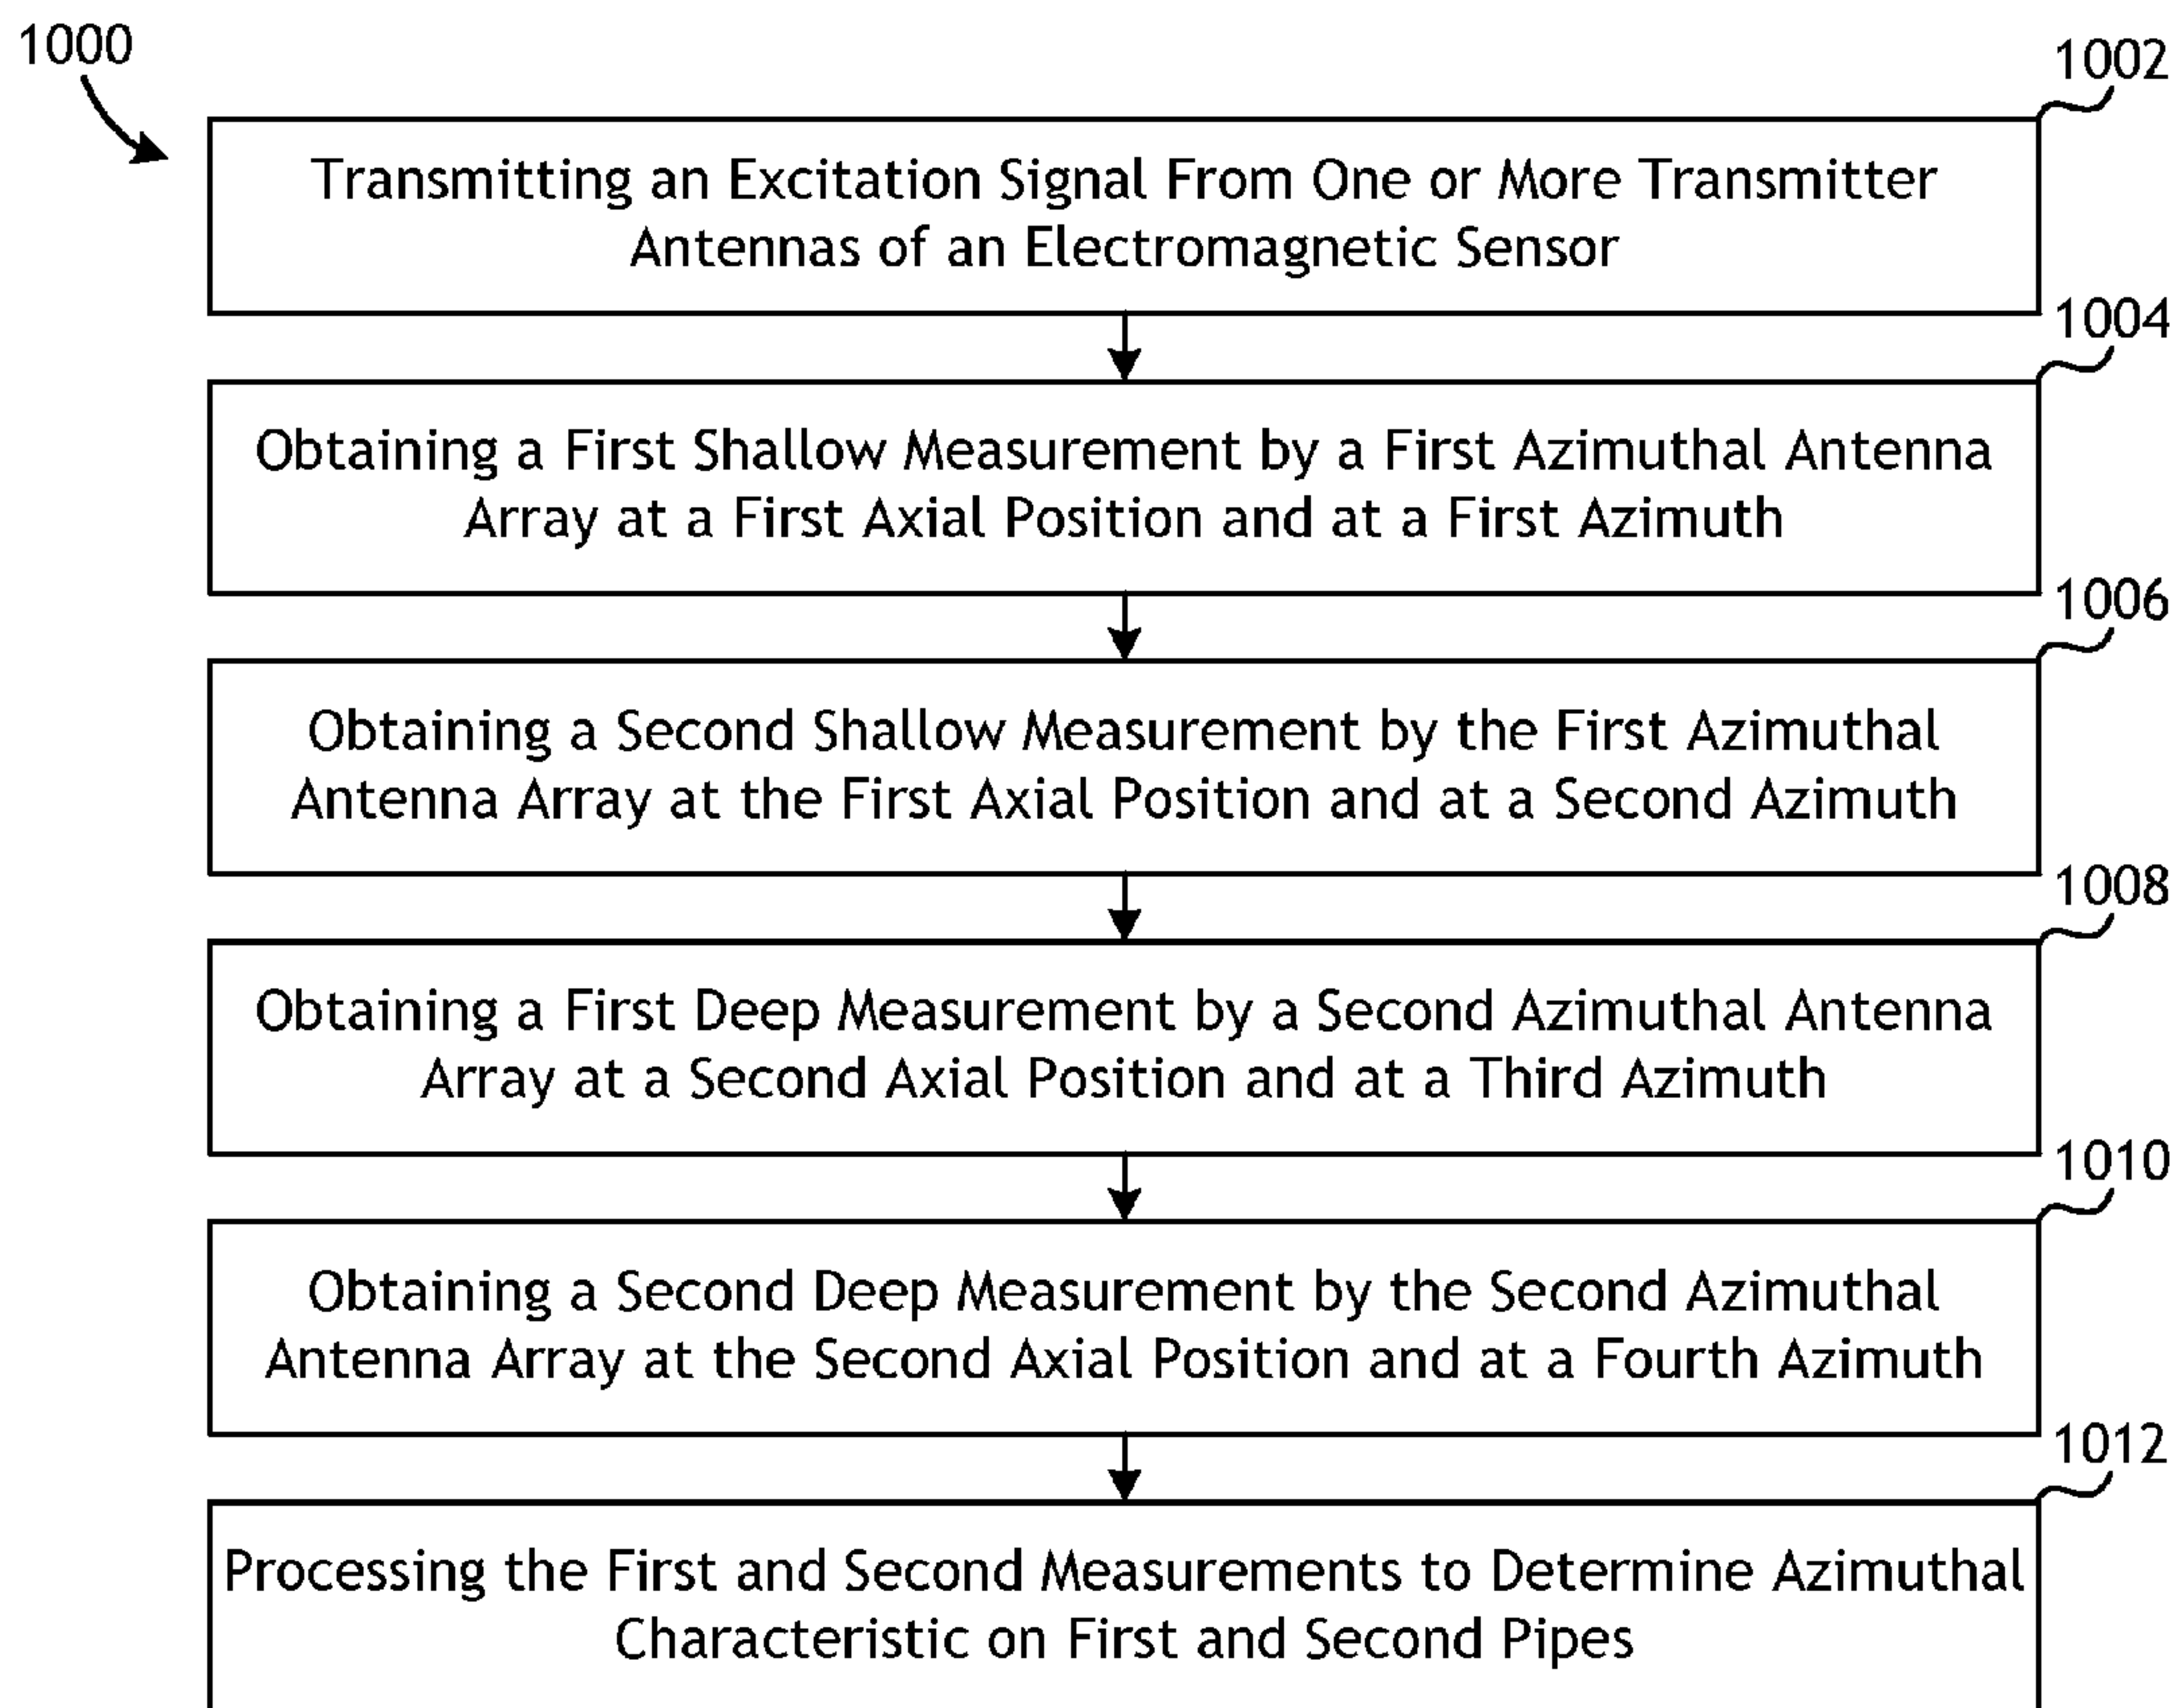 1000
1002
Transmitting an Excitation Signal From One or More Transmitter
Antennas of an Electromagnetic Sensor
1004
Obtaining a First Shallow Measurement by a First Azimuthal Antenna
Array at a First Axial Position and at a First Azimuth
1006
Obtaining a Second Shallow Measurement by the First Azimuthal
Antenna Array at the First Axial Position and at a Second Azimuth
1008
Obtaining a First Deep Measurement by a Second Azimuthal Antenna
Array at a Second Axial Position and at a Third Azimuth
1010
Obtaining a Second Deep Measurement by the Second Azimuthal
Antenna Array at the Second Axial Position and at a Fourth Azimuth
1012
Processing the First and Second Measurements to Determine Azimuthal
Characteristic on First and Second Pipes